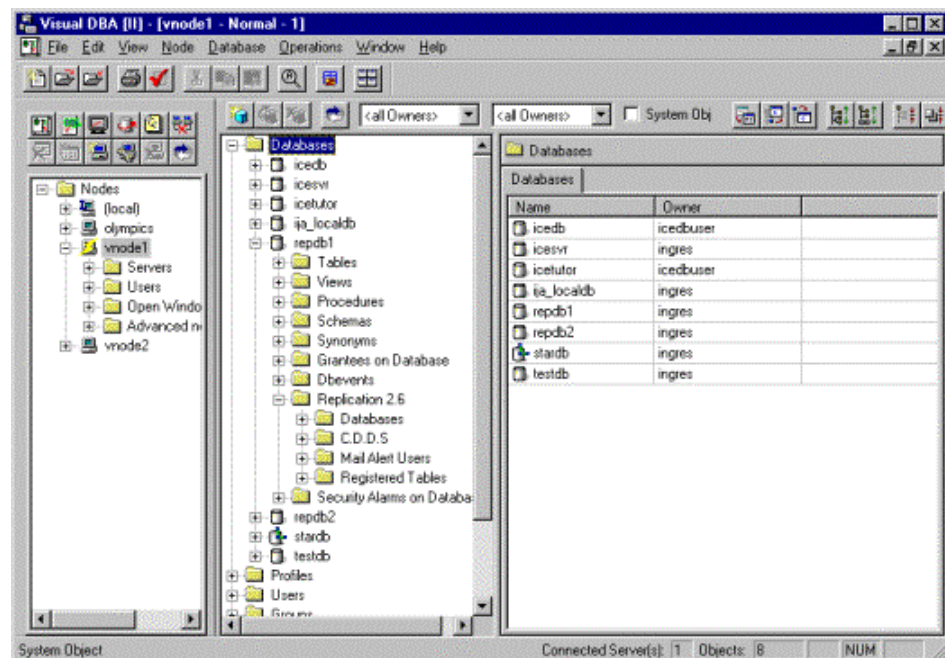 Visual DBA [II] - [vnode1 - Normal - 1]
File Edit View Node Database Operations Window Help
<all Owners> <all Owners> System Obj
Nodes
(local)
olympics
vnode1
Servers
Users
Open Windo
Advanced n
vnode2
Databases
icedb
icesvr
icetutor
ija_localdb
repdb1
Tables
Views
Procedures
Schemas
Synonyms
Grantees on Database
Dbevents
Replication 2.6
Databases
C.D.D.S
Mail Alert Users
Registered Tables
Security Alarms on Databa
repdb2
stardb
testdb
Profiles
Users
Groups
Databases
Databases
Name Owner
icedb icedbuser
icesvr ingres
icetutor icedbuser
ija_localdb ingres
repdb1 ingres
repdb2 ingres
stardb ingres
testdb ingres
System Object Connected Server(s): 1 Objects: 8 NUM